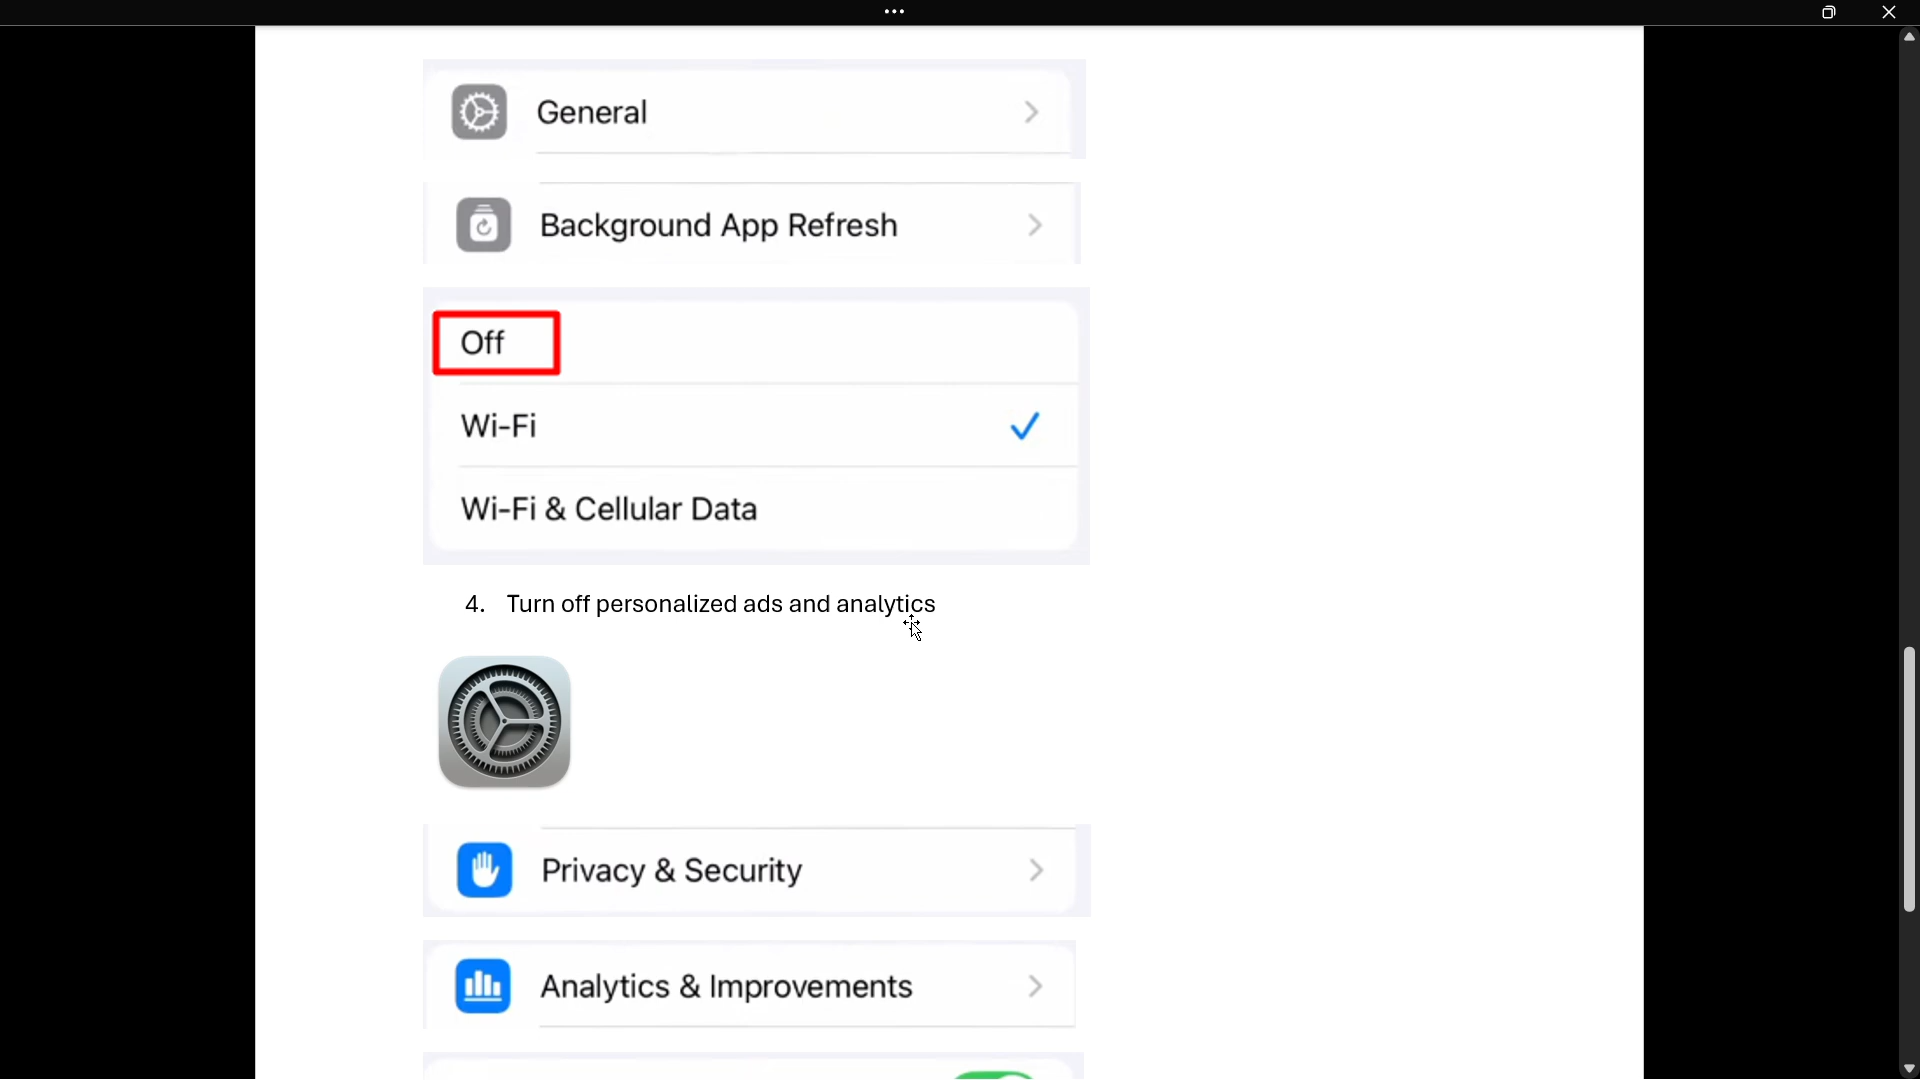 General
Background App Refresh
Off
Wi-Fi
Wi-Fi & Cellular Data
4. Turn off personalized ads and analytics
Privacy & Security
Analytics & Improvements